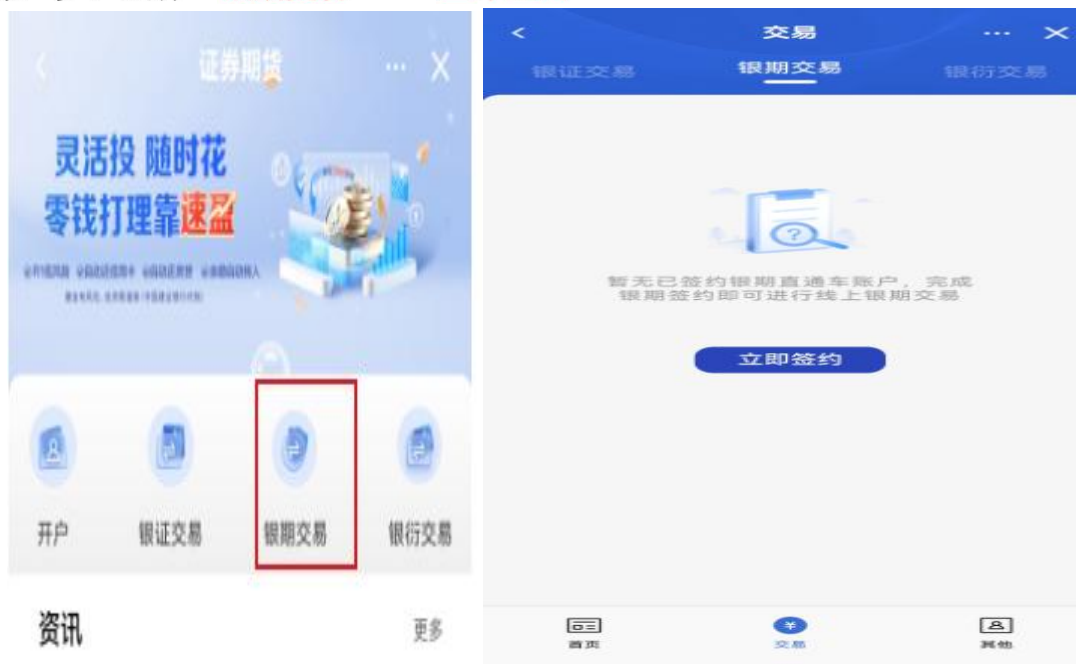 证券期货
灵活投 随时花
零钱打理靠速盈
开户
银证交易
银期交易
银衍交易
资讯
更多
交易
银证交易
银期交易
银衍交易
暂无已签约银期直通车账户，完成
银期签约即可进行线上银期交易
立即签约
首页
交易
其他